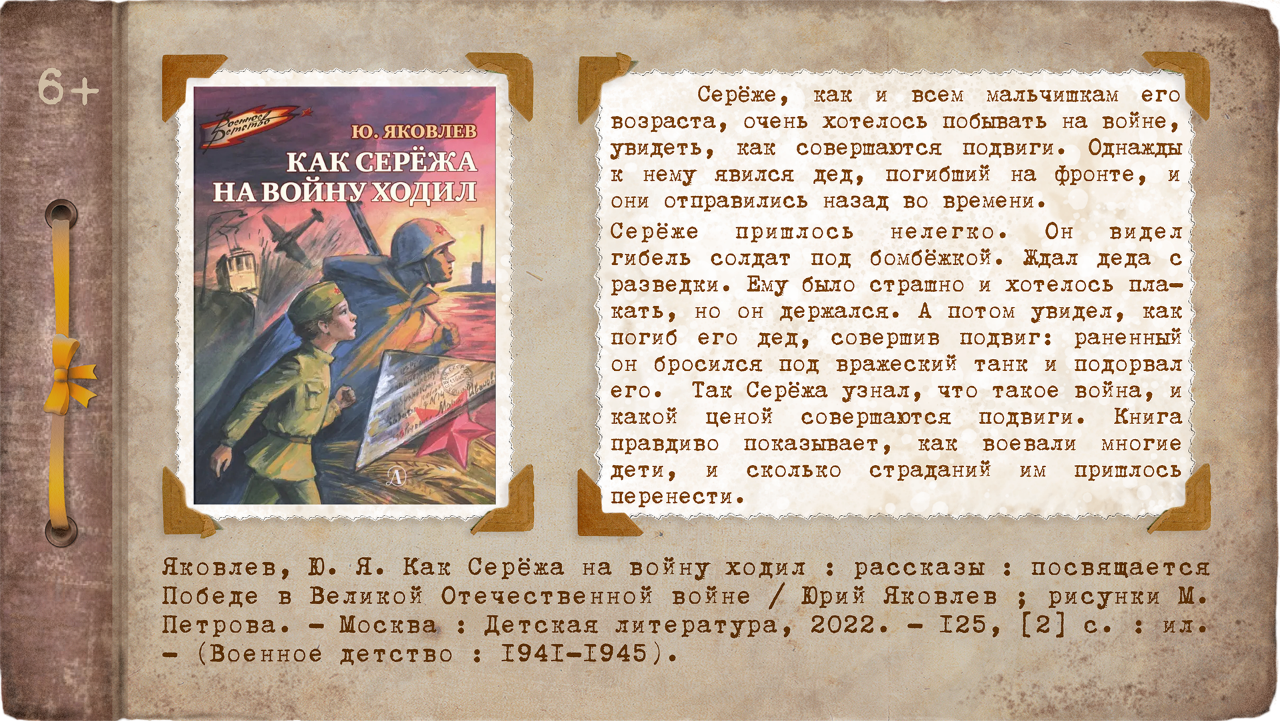 6+
Военное
детство
Ю. ЯКОВЛЕВ
КАК СЕРЁЖА
НА ВОЙНУ ХОДИЛ
Серёже, как и всем мальчишкам его
возраста, очень хотелось побывать на войне,
увидеть, как совершаются подвиги. Однажды
к нему явился дед, погибший на фронте, и
они отправились назад во времени.
Серёже пришлось нелегко. Он видел
гибель солдат под бомбёжкой. Ждал деда с
разведки. Ему было страшно и хотелось пла-
кать, но он держался. А потом увидел, как
погиб его дед, совершив подвиг: раненный
он бросился под вражеский танк и подорвал
его. Так Серёжа узнал, что такое война, и
какой ценой совершаются подвиги. Книга
правдиво показывает, как воевали многие
дети, и сколько страданий им пришлось
перенести.
Яковлев, Ю. Я. Как Серёжа на войну ходил : рассказы : посвящается
Победе в Великой Отечественной войне / Юрий Яковлев ; рисунки М.
Петрова. – Москва : Детская литература, 2022. – I25, [2] с. : ил.
– (Военное детство : I94I–I945).